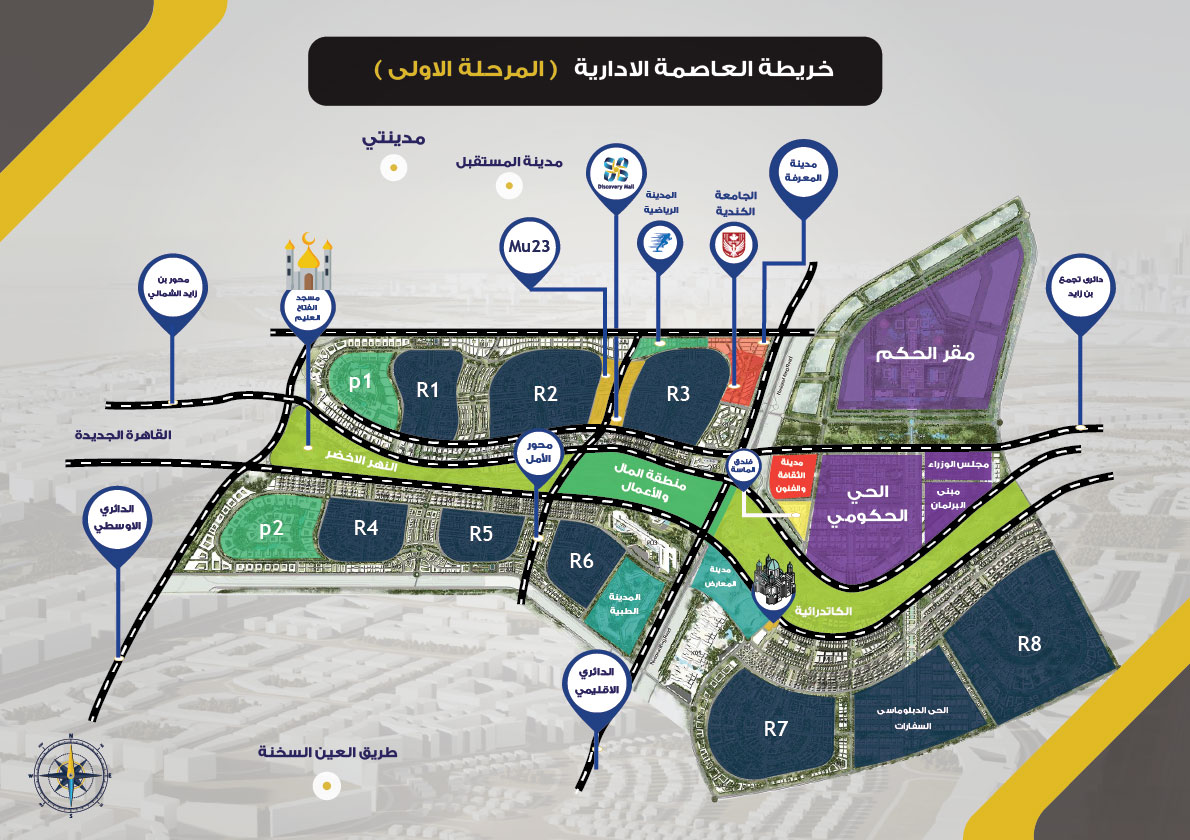 خريطة العاصمة الادارية ( المرحلة الاولى )
مدينتي
مدينة المستقبل
Discovery Mall
المدينة
الرياضية
الجامعة
الكندية
مدينة
المعرفة
Mu23
محور بن
زايد الشمالي
مسجد
الفتاح
العليم
دائرى تجمع
بن زايد
مقر الحكم
p1
R1
R2
R3
القاهرة الجديدة
النهر الاخضر
محور
الأمل
منطقة المال
والأعمال
فندق
الماسة
مدينة
الثقافة
والفنون
الحي
الحكومي
مجلس الوزراء
مبنى
البرلمان
الدائري
الاوسطي
p2
R4
R5
R6
المدينة
الطبية
مدينة
المعارض
الكاتدرائية
R8
الدائري
الاقليمي
R7
الحى الدبلوماسى
السفارات
طريق العين السخنة
N
W
E
S